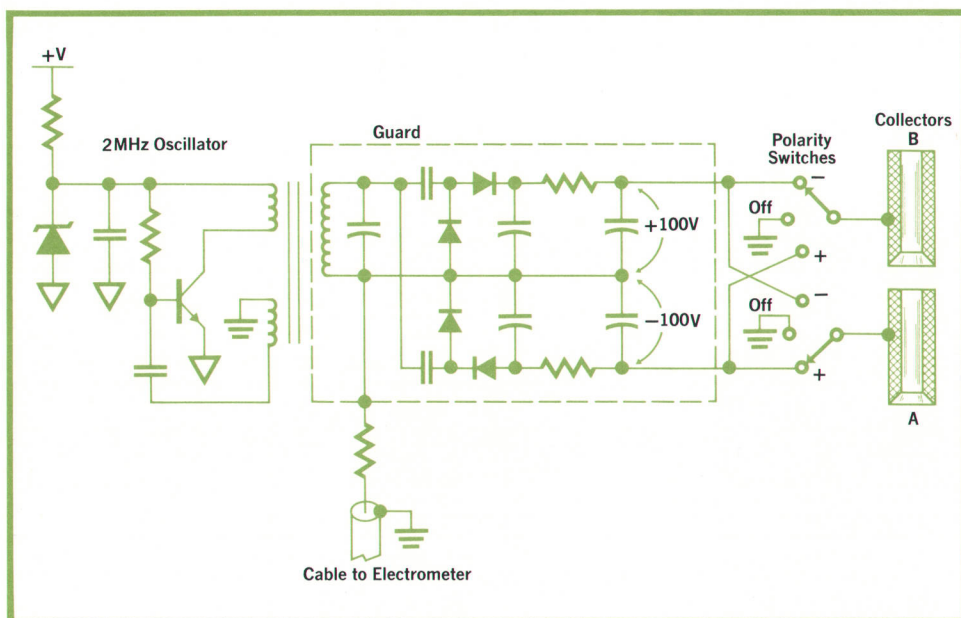 +V
2MHz Oscillator
Guard
Polarity
Switches
Collectors
B
−
Off
+100V
+
−
−100V
Off
+
A
Cable to Electrometer